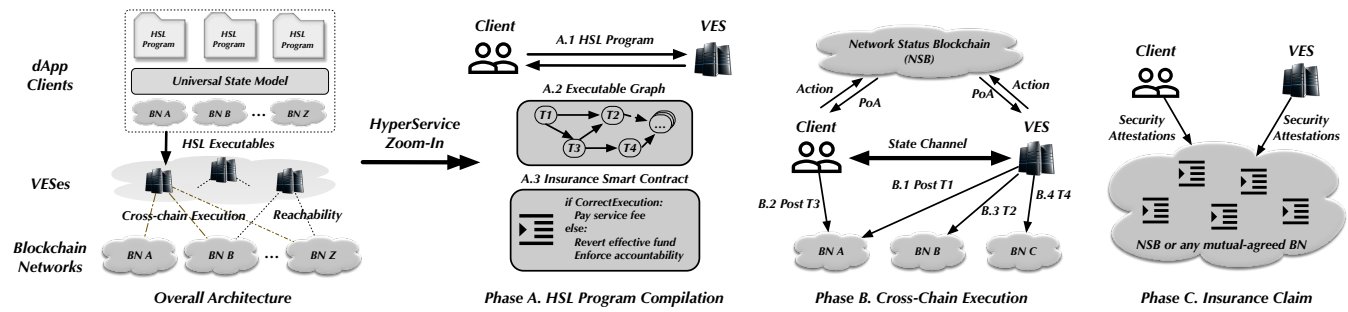 dApp
Clients
HSL
Program
HSL
Program
HSL
Program
Universal State Model
BN A
BN B
...
BN Z
HSL Executables
VESes
Cross-chain Execution
Reachability
Blockchain
Networks
BN A
BN B
...
BN Z
Overall Architecture
HyperService
Zoom-In
Client
VES
A.1 HSL Program
A.2 Executable Graph
T1
T2
...
T3
T4
A.3 Insurance Smart Contract
if CorrectExecution:
Pay service fee
else:
Revert effective fund
Enforce accountability
Phase A. HSL Program Compilation
Network Status Blockchain
(NSB)
Action
PoA
Action
PoA
Client
VES
State Channel
B.1 Post T1
B.2 Post T3
B.3 T2
B.4 T4
BN A
BN B
BN C
Phase B. Cross-Chain Execution
Client
VES
Security
Attestations
Security
Attestations
NSB or any mutual-agreed BN
Phase C. Insurance Claim